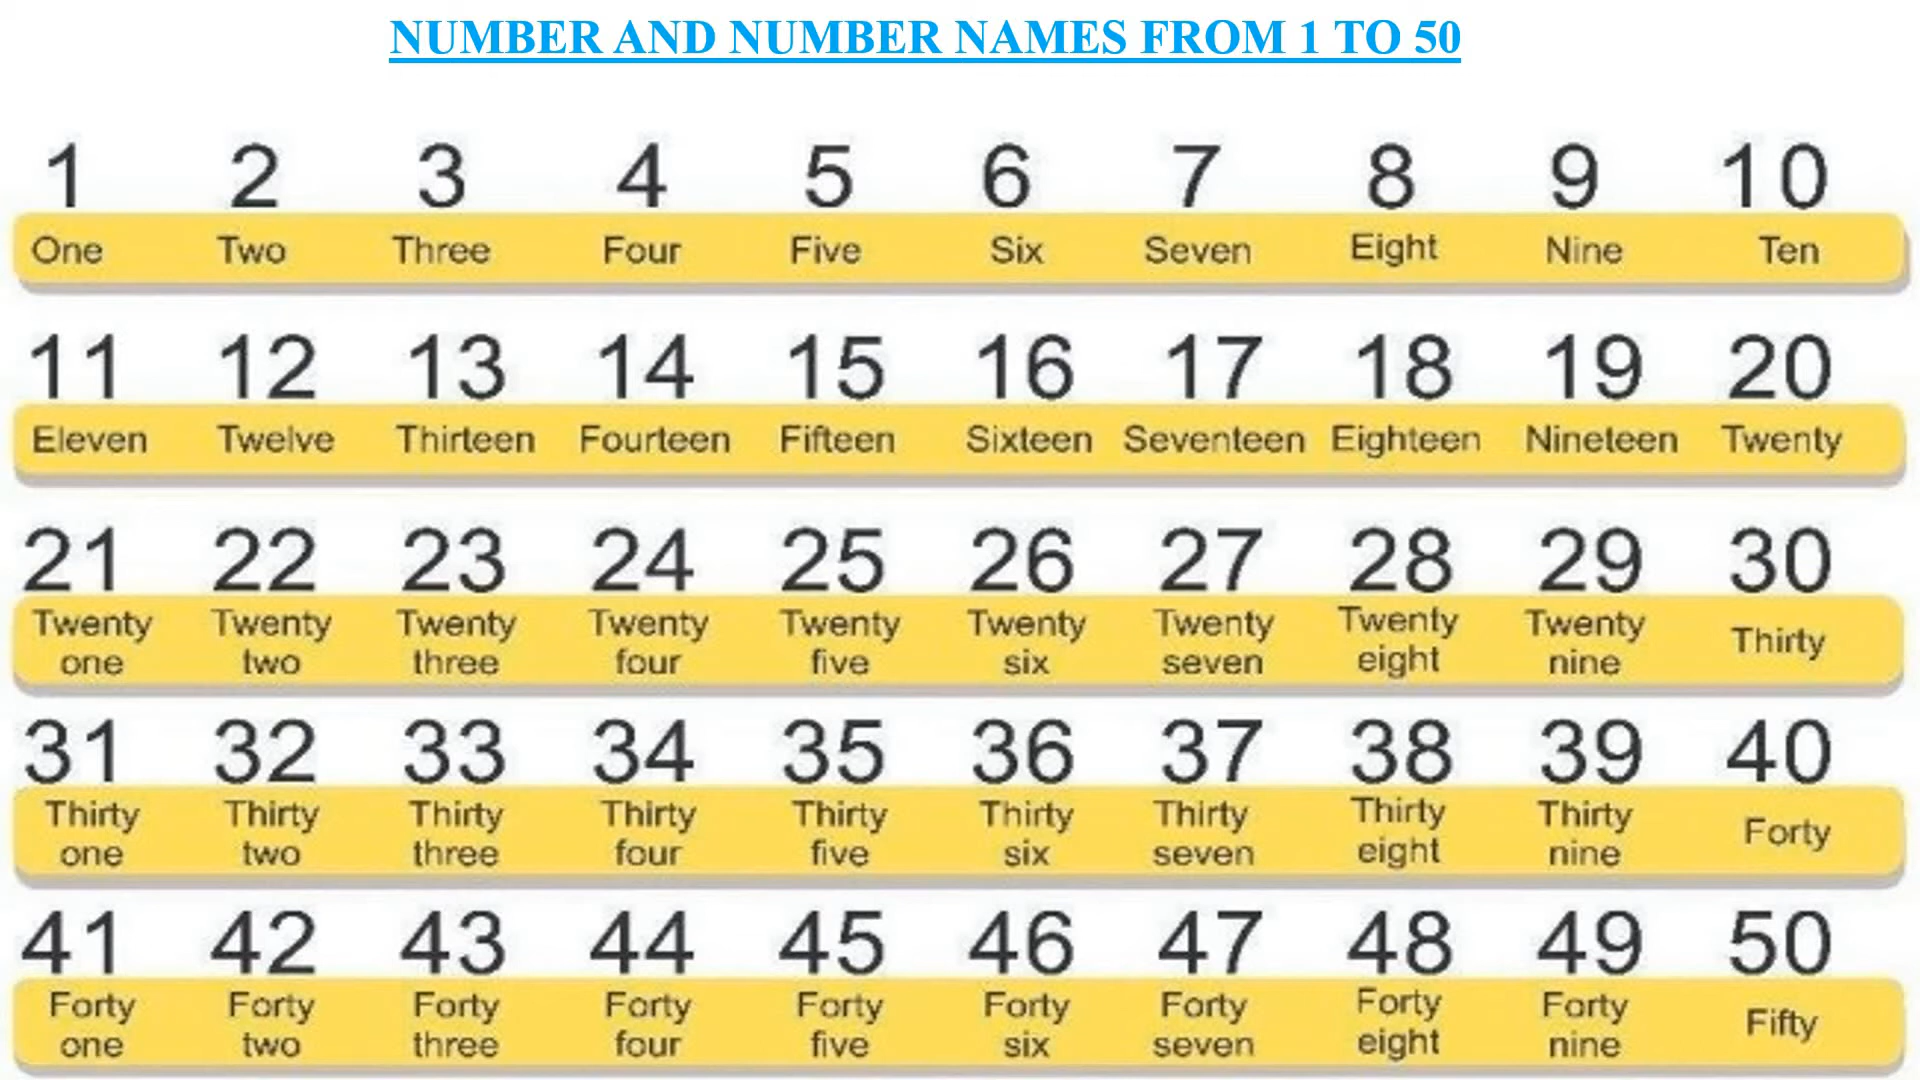 NUMBER AND NUMBER NAMES FROM 1 TO 50
1 2 3 4 5 6 7 8 9 10
One Two Three Four Five Six Seven Eight Nine Ten
11 12 13 14 15 16 17 18 19 20
Eleven Twelve Thirteen Fourteen Fifteen Sixteen Seventeen Eighteen Nineteen Twenty
21 22 23 24 25 26 27 28 29 30
Twenty Twenty Twenty Twenty Twenty Twenty Twenty Twenty Twenty Thirty
one two three four five six seven eight nine
31 32 33 34 35 36 37 38 39 40
Thirty Thirty Thirty Thirty Thirty Thirty Thirty Thirty Thirty Forty
one two three four five six seven eight nine
41 42 43 44 45 46 47 48 49 50
Forty Forty Forty Forty Forty Forty Forty Forty Forty Fifty
one two three four five six seven eight nine